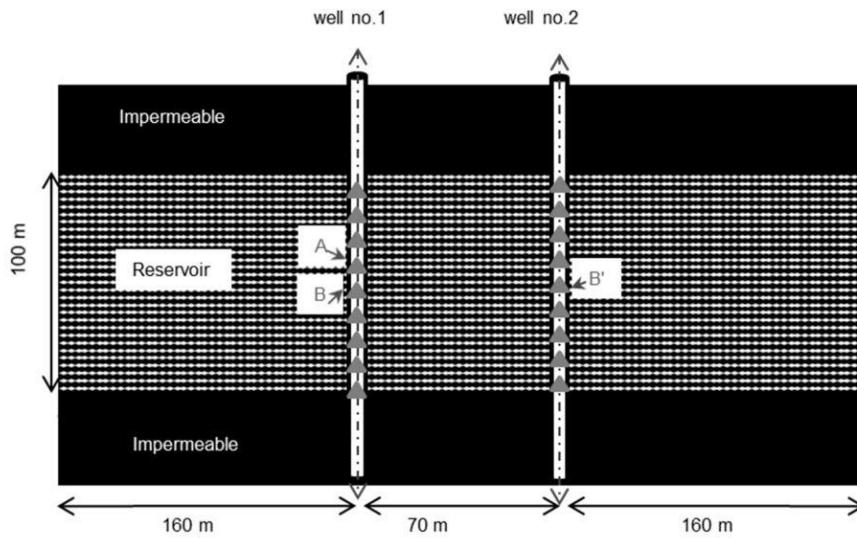 well no.1
well no.2
Impermeable
100 m
Reservoir
A
B
B'
Impermeable
160 m
70 m
160 m